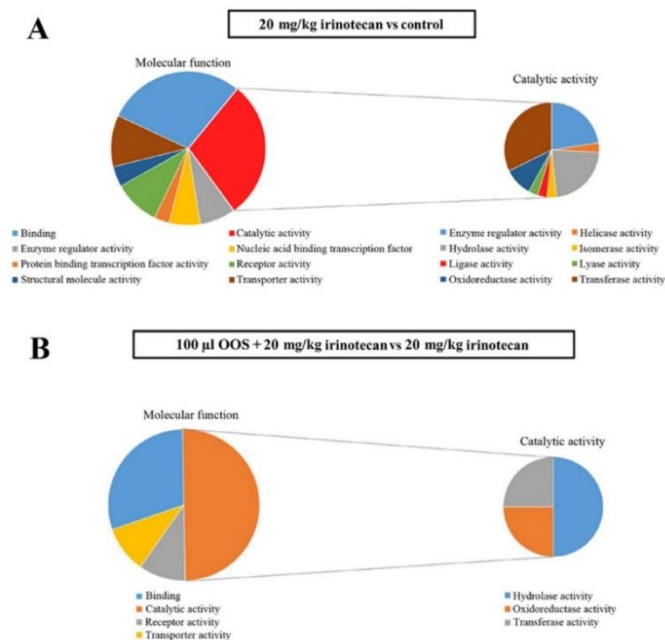 A
20 mg/kg irinotecan vs control
Molecular function
Catalytic activity
Binding
Catalytic activity
Enzyme regulator activity
Nucleic acid binding transcription factor
Protein binding transcription factor activity
Receptor activity
Structural molecule activity
Transporter activity
Enzyme regulator activity
Helicase activity
Hydrolase activity
Isomerase activity
Ligase activity
Lyase activity
Oxidoreductase activity
Transferase activity
B
100 µl OOS + 20 mg/kg irinotecan vs 20 mg/kg irinotecan
Molecular function
Catalytic activity
Binding
Catalytic activity
Receptor activity
Transporter activity
Hydrolase activity
Oxidoreductase activity
Transferase activity